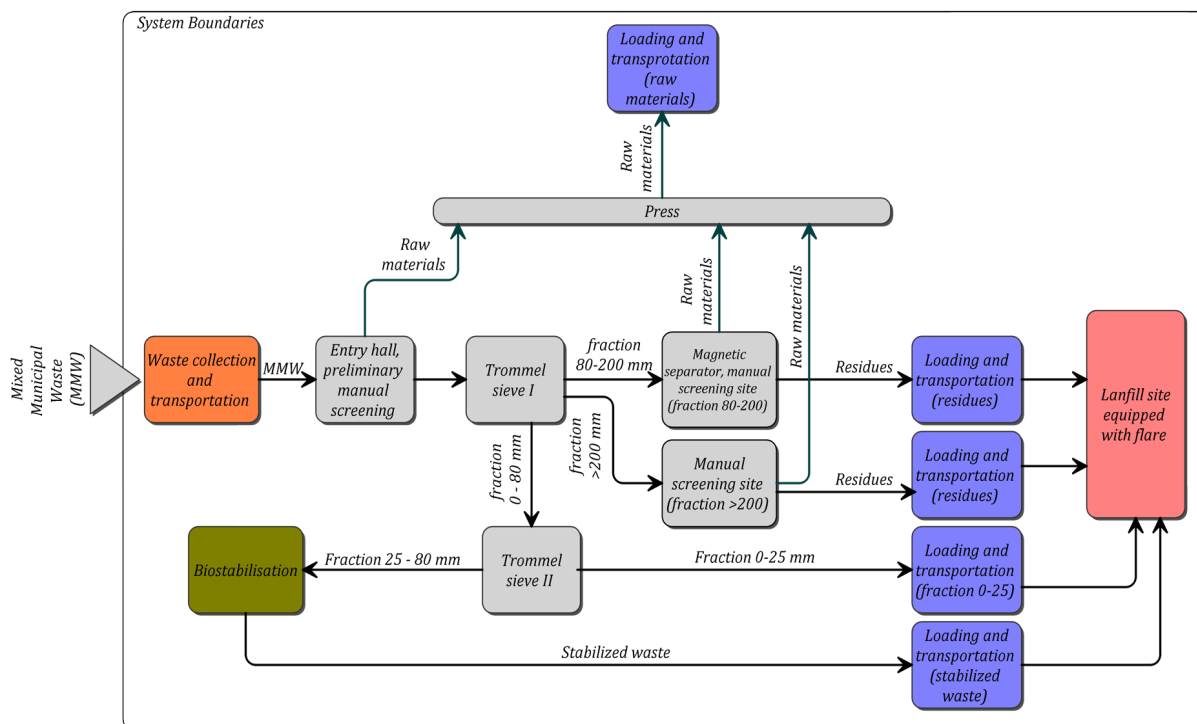 System Boundaries
Loading and
transprotation
(raw
materials)
Raw
materials
Press
Raw
materials
Raw
materials
Raw materials
Mixed
Municipal
Waste
(MMW)
Waste collection
and
transportation
MMW
Entry hall,
preliminary
manual
screening
Trommel
sieve I
fraction
80-200 mm
Magnetic
separator, manual
screening site
(fraction 80-200)
Residues
Loading and
transportation
(residues)
Lanfill site
equipped
with flare
fraction
>200 mm
Manual
screening site
(fraction >200)
Residues
Loading and
transportation
(residues)
fraction
0 - 80 mm
Biostabilisation
Fraction 25 - 80 mm
Trommel
sieve II
Fraction 0-25 mm
Loading and
transportation
(fraction 0-25)
Stabilized waste
Loading and
transportation
(stabilized
waste)